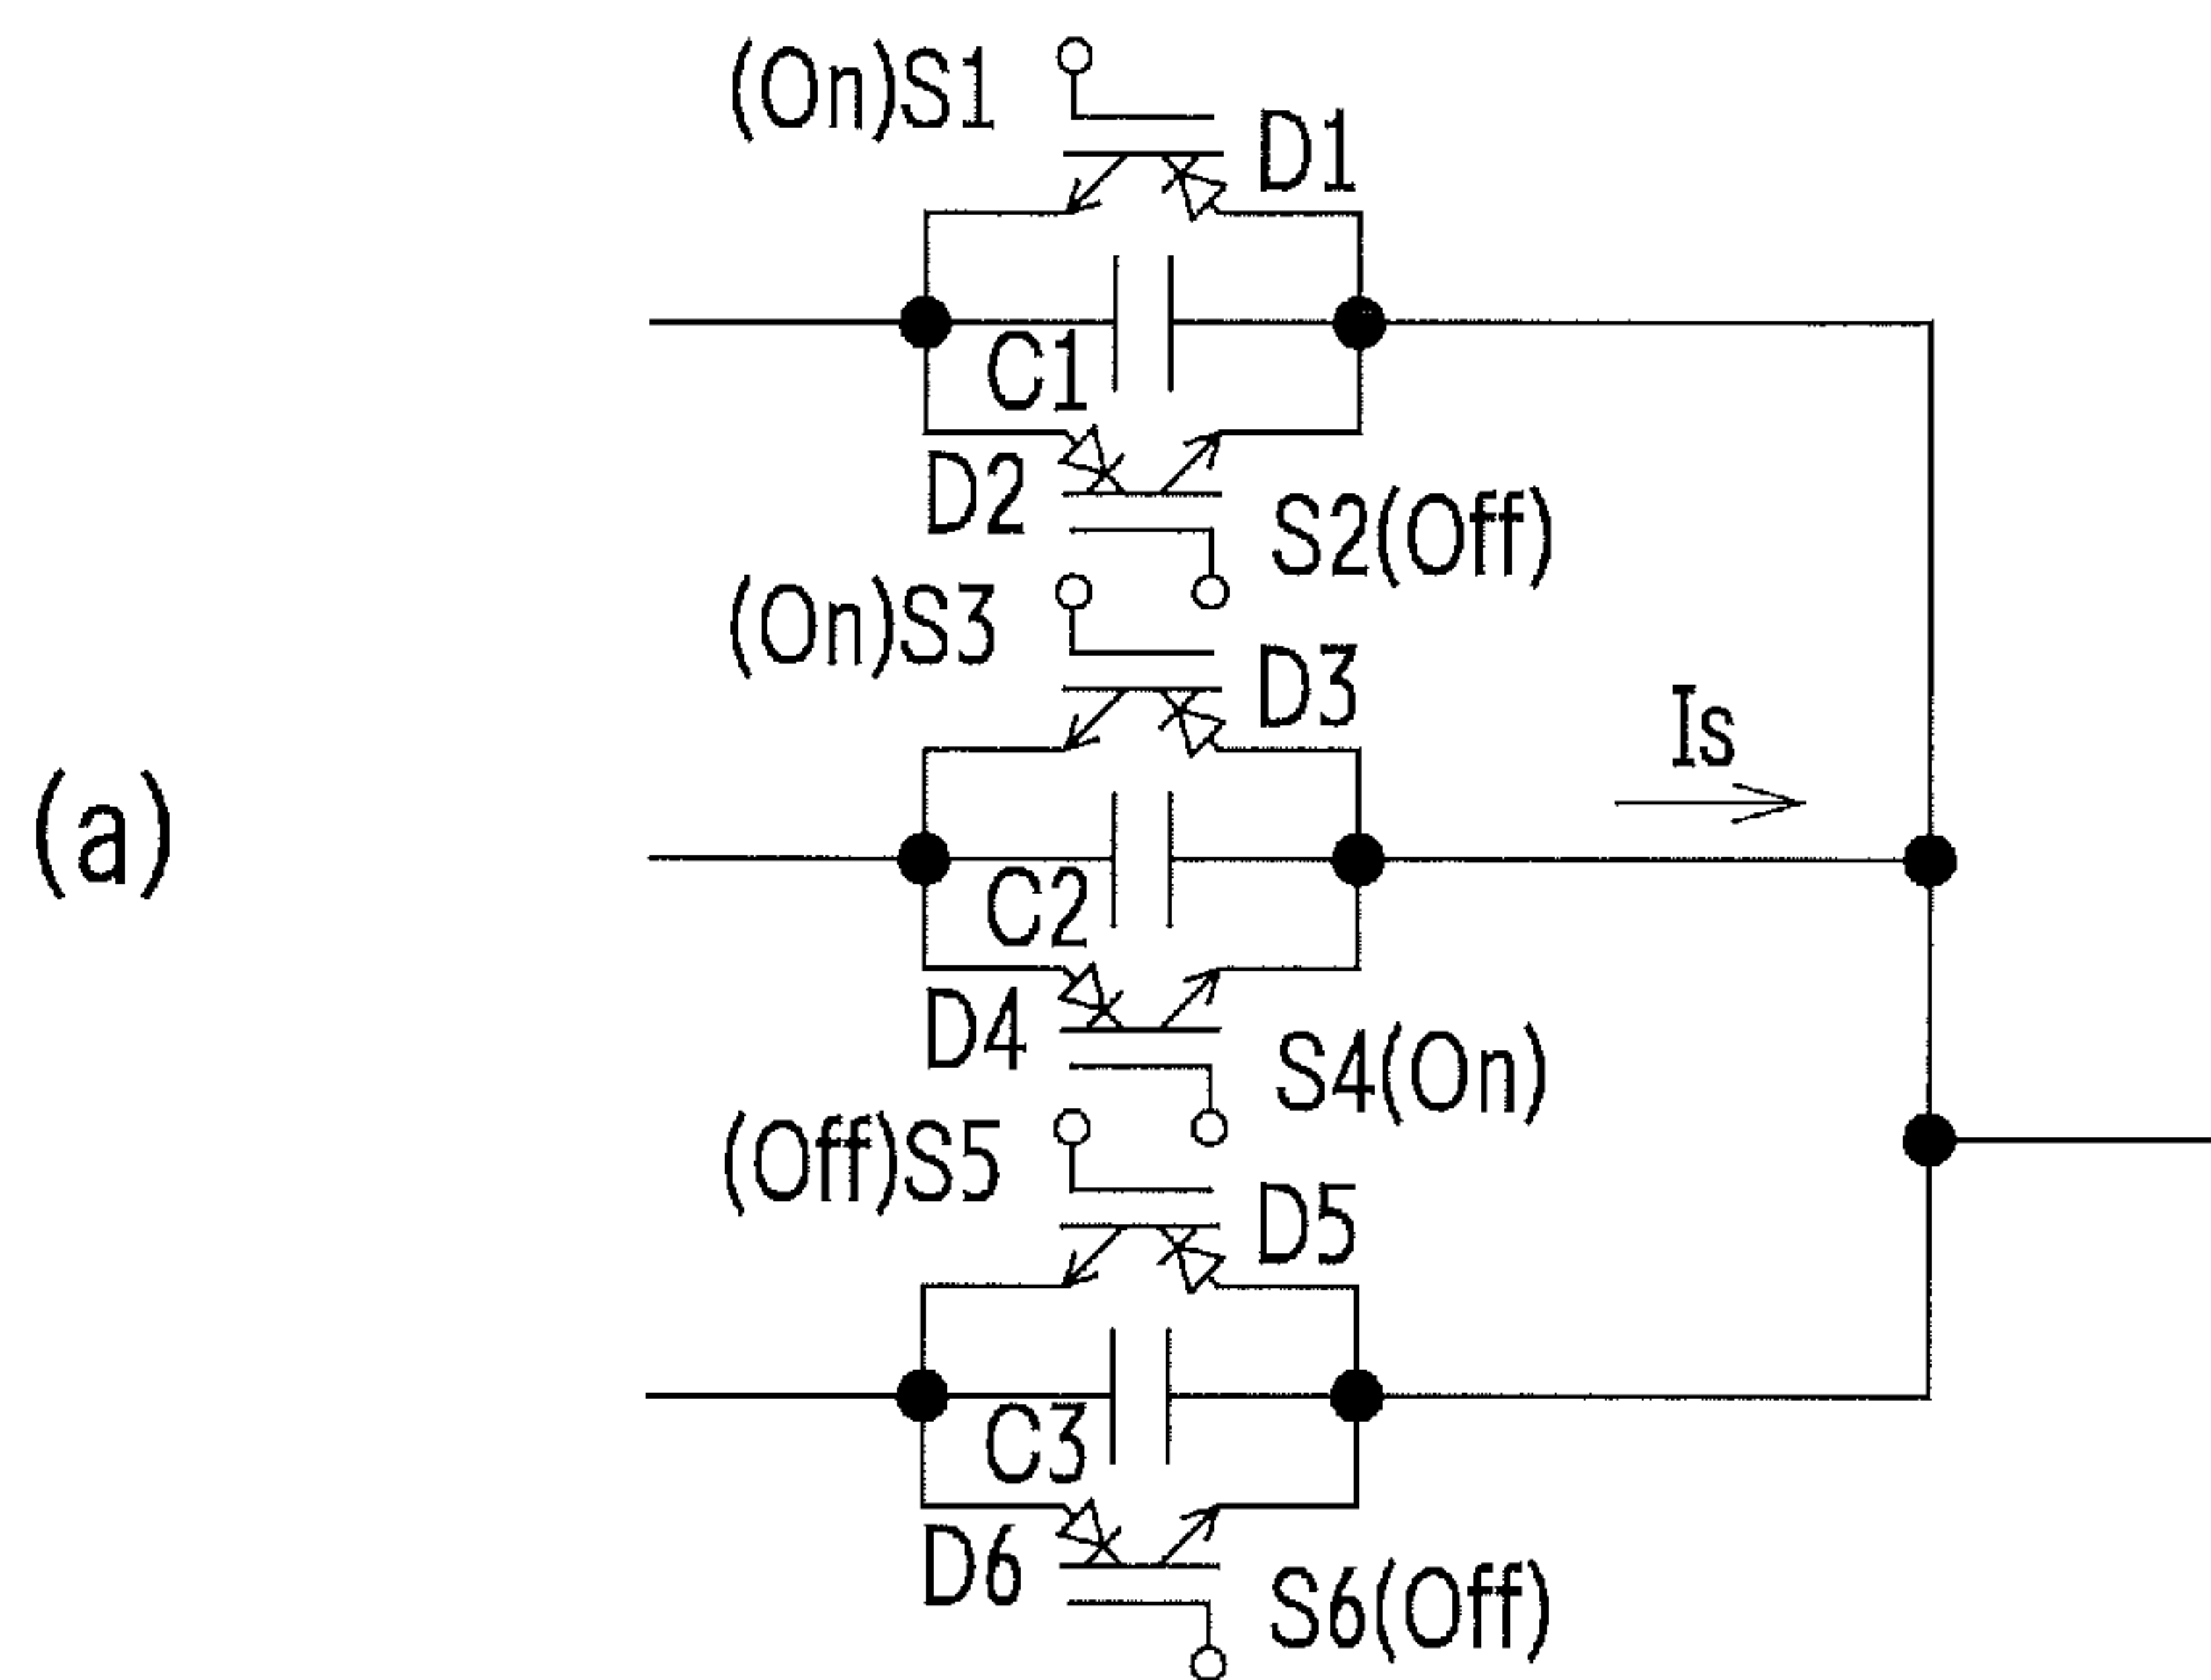 (On)S1
D1
C1
D2
S2(Off)
(On)S3
D3
Is
(a)
C2
D4
S4(On)
(Off)S5
D5
C3
D6
S6(Off)